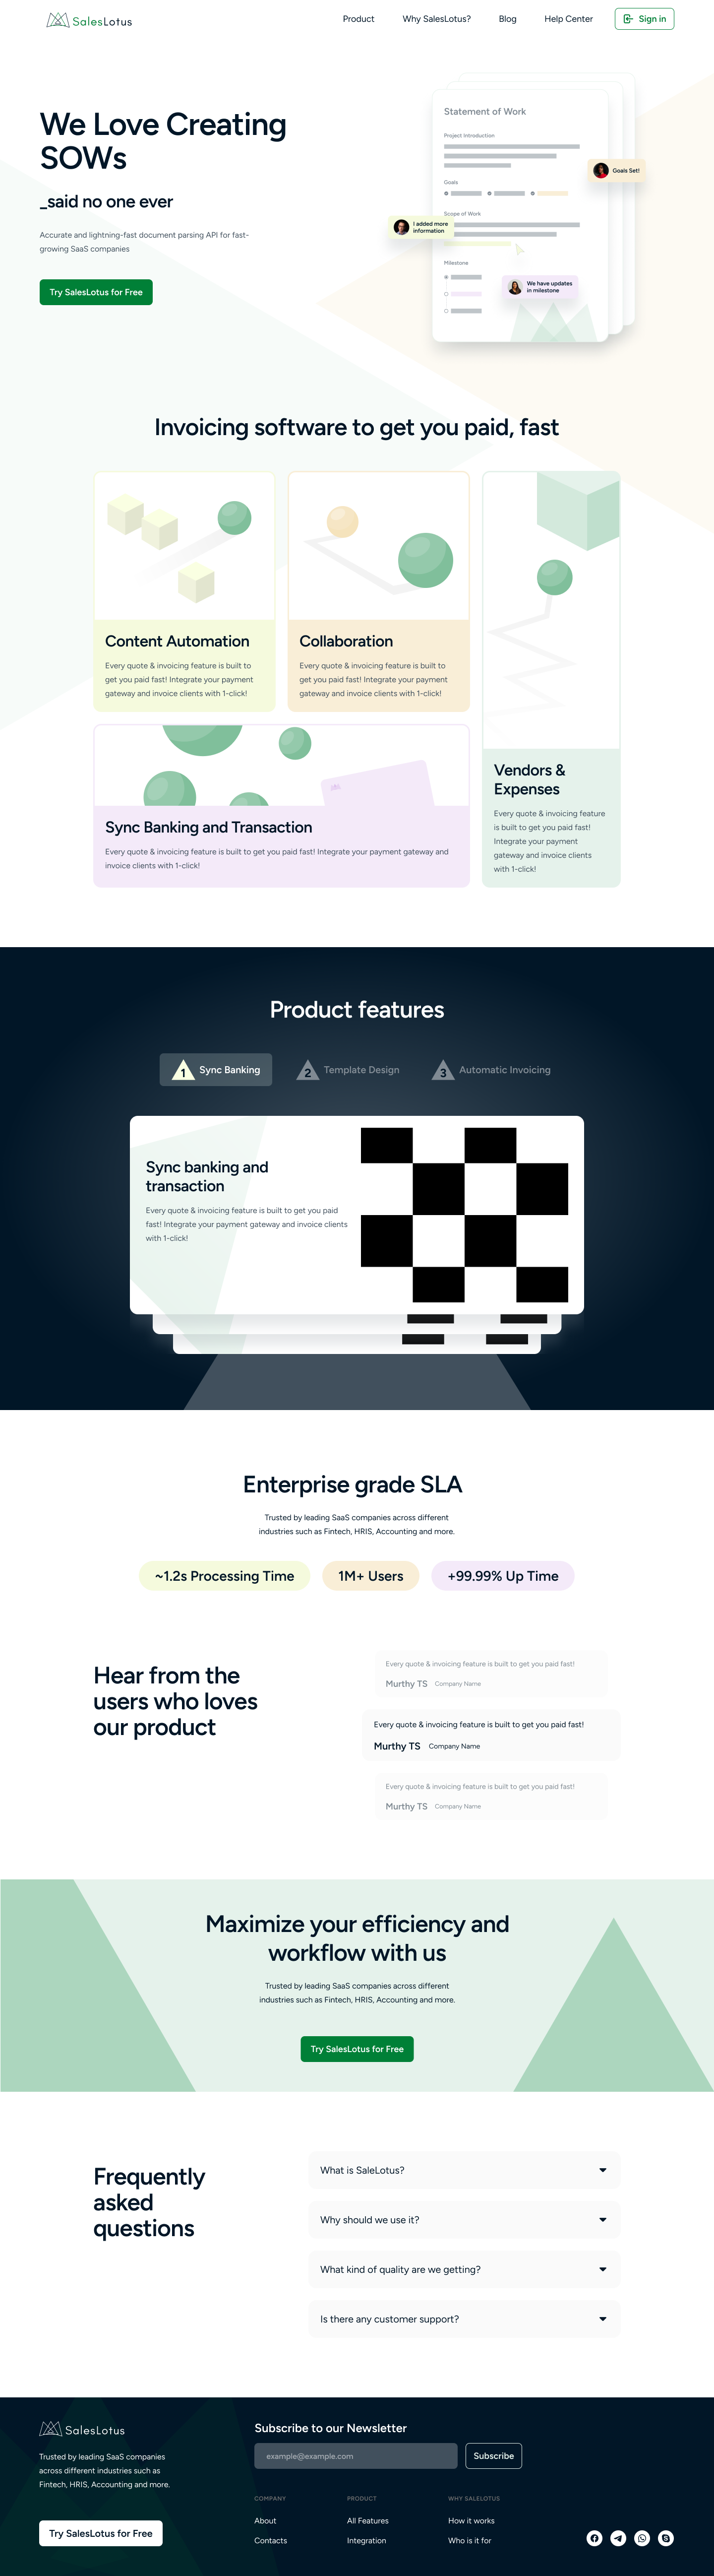 SalesLotus
Product
Why SalesLotus?
Blog
Help Center
Sign in
We Love Creating
SOWs
_said no one ever
Accurate and lightning-fast document parsing API for fast-
growing SaaS companies
Try SalesLotus for Free
Statement of Work
Project Introduction
Goals Set!
Goals
Scope of Work
I added more
information
Milestone
We have updates
in milestone
Invoicing software to get you paid, fast
Content Automation
Every quote & invoicing feature is built to
get you paid fast! Integrate your payment
gateway and invoice clients with 1-click!
Collaboration
Every quote & invoicing feature is built to
get you paid fast! Integrate your payment
gateway and invoice clients with 1-click!
Vendors &
Expenses
Every quote & invoicing feature
is built to get you paid fast!
Integrate your payment
gateway and invoice clients
with 1-click!
Sync Banking and Transaction
Every quote & invoicing feature is built to get you paid fast! Integrate your payment gateway and
invoice clients with 1-click!
Product features
1 Sync Banking
2 Template Design
3 Automatic Invoicing
Sync banking and
transaction
Every quote & invoicing feature is built to get you paid
fast! Integrate your payment gateway and invoice clients
with 1-click!
Enterprise grade SLA
Trusted by leading SaaS companies across different
industries such as Fintech, HRIS, Accounting and more.
~1.2s Processing Time
1M+ Users
+99.99% Up Time
Hear from the
users who loves
our product
Every quote & invoicing feature is built to get you paid fast!
Murthy TS Company Name
Every quote & invoicing feature is built to get you paid fast!
Murthy TS Company Name
Every quote & invoicing feature is built to get you paid fast!
Murthy TS Company Name
Maximize your efficiency and
workflow with us
Trusted by leading SaaS companies across different
industries such as Fintech, HRIS, Accounting and more.
Try SalesLotus for Free
Frequently
asked
questions
What is SaleLotus?
Why should we use it?
What kind of quality are we getting?
Is there any customer support?
SalesLotus
Trusted by leading SaaS companies
across different industries such as
Fintech, HRIS, Accounting and more.
Try SalesLotus for Free
Subscribe to our Newsletter
example@example.com
Subscribe
COMPANY
About
Contacts
PRODUCT
All Features
Integration
WHY SALELOTUS
How it works
Who is it for